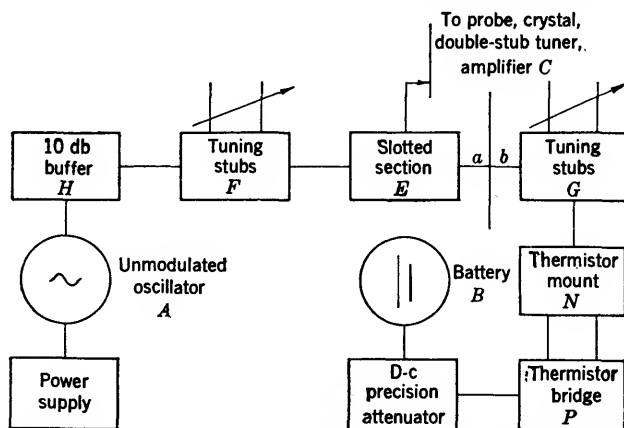 To probe, crystal,
double-stub tuner,
amplifier C
10 db
buffer
H
Tuning
stubs
F
Slotted
section
E
a
b
Tuning
stubs
G
Unmodulated
oscillator
A
Battery
B
Thermistor
mount
N
Power
supply
D-c
precision
attenuator
Thermistor
bridge
P